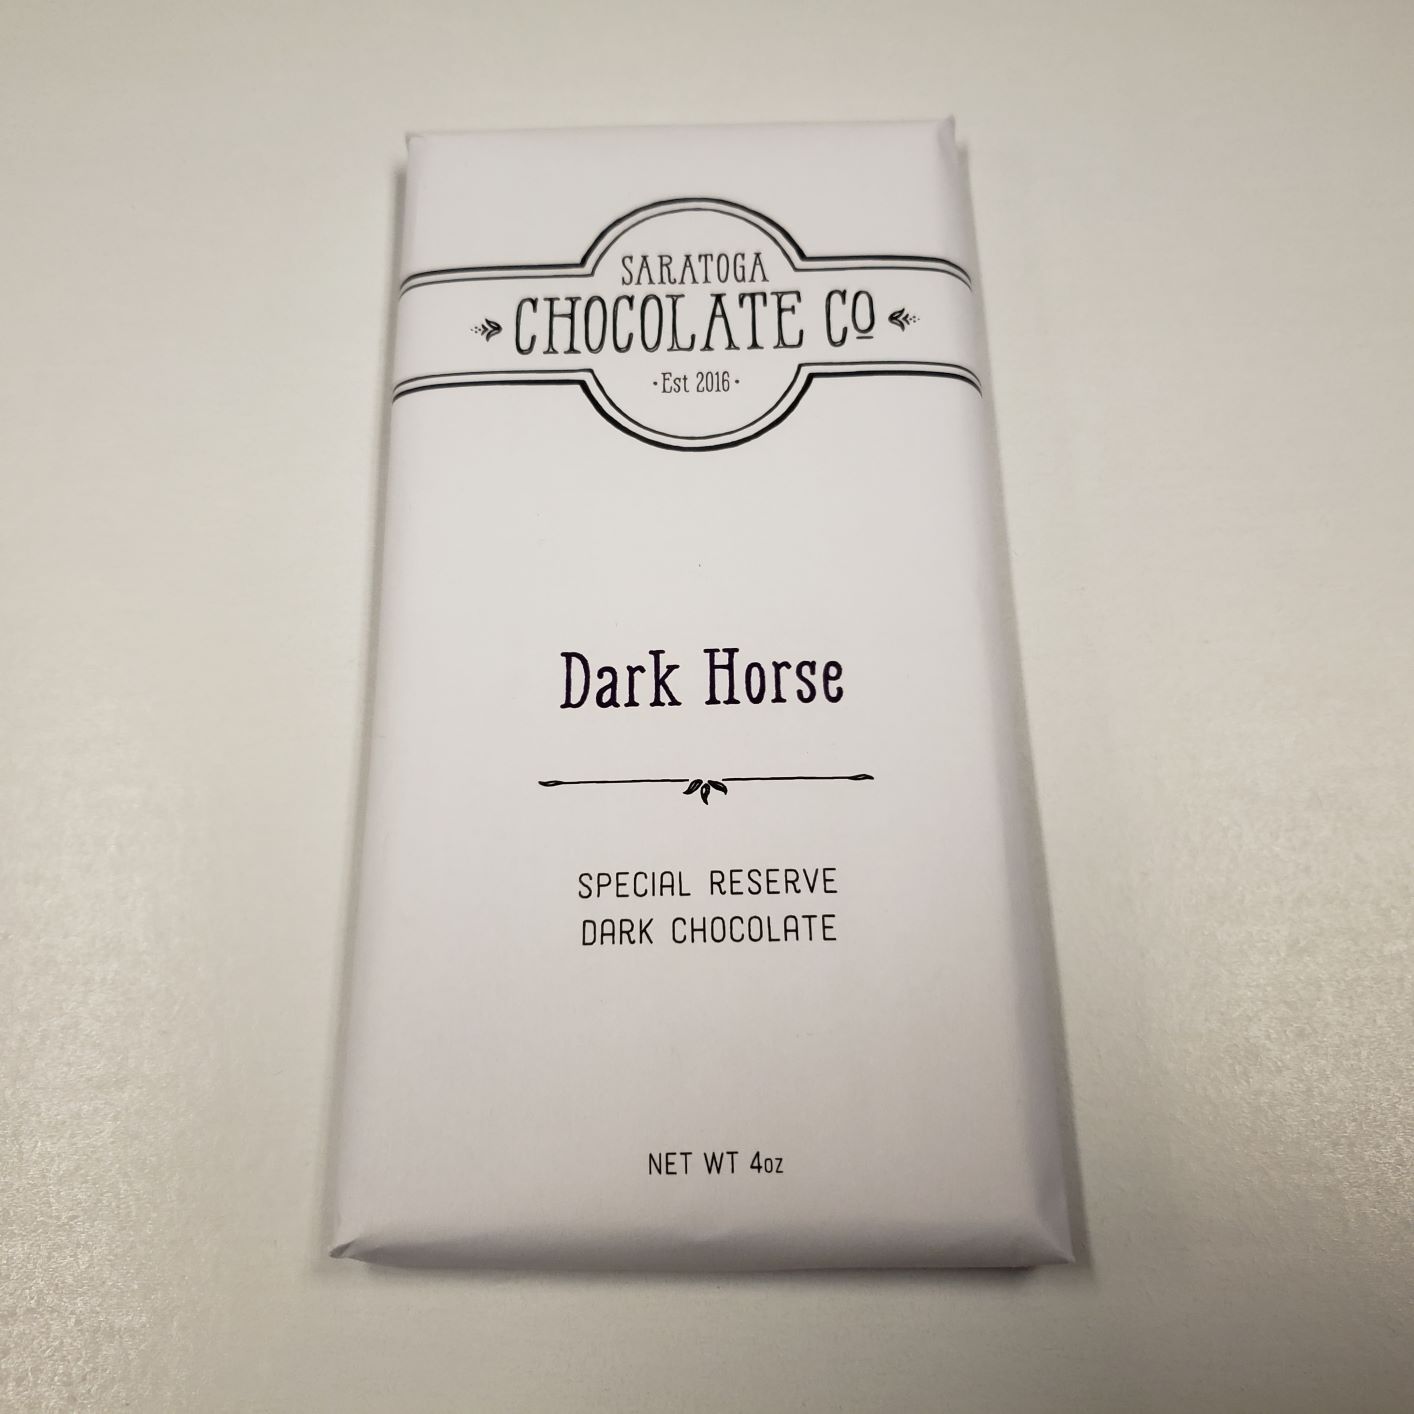 SARATOGA
CHOCOLATE Co
·Est 2016·
Dark Horse
SPECIAL RESERVE
DARK CHOCOLATE
NET WT 4oz